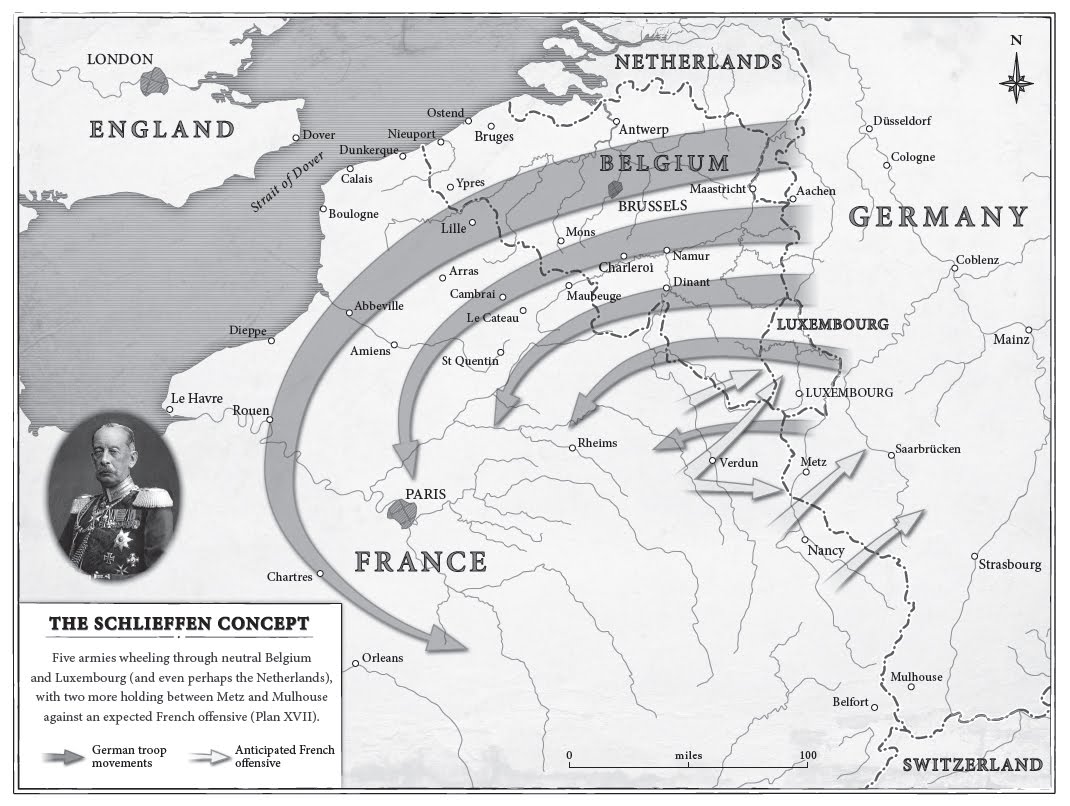 N
LONDON
NETHERLANDS
ENGLAND
Ostend
Antwerp
Düsseldorf
Dover
Nieuport
Bruges
Dunkerque
Strait of Dover
BELGIUM
Cologne
Calais
Ypres
Maastricht
Aachen
Boulogne
BRUSSELS
GERMANY
Lille
Mons
Namur
Coblenz
Arras
Charleroi
Dinant
Cambrai
Maubeuge
Abbeville
Le Cateau
LUXEMBOURG
Dieppe
Amiens
St Quentin
Mainz
Le Havre
Rouen
LUXEMBOURG
Rheims
Saarbrücken
Verdun
Metz
PARIS
Nancy
FRANCE
Strasbourg
Chartres
Orleans
Mulhouse
Belfort
SWITZERLAND
0 miles 100
THE SCHLIEFFEN CONCEPT
Five armies wheeling through neutral Belgium
and Luxembourg (and even perhaps the Netherlands),
with two more holding between Metz and Mulhouse
against an expected French offensive (Plan XVII).
German troop
movements
Anticipated French
offensive